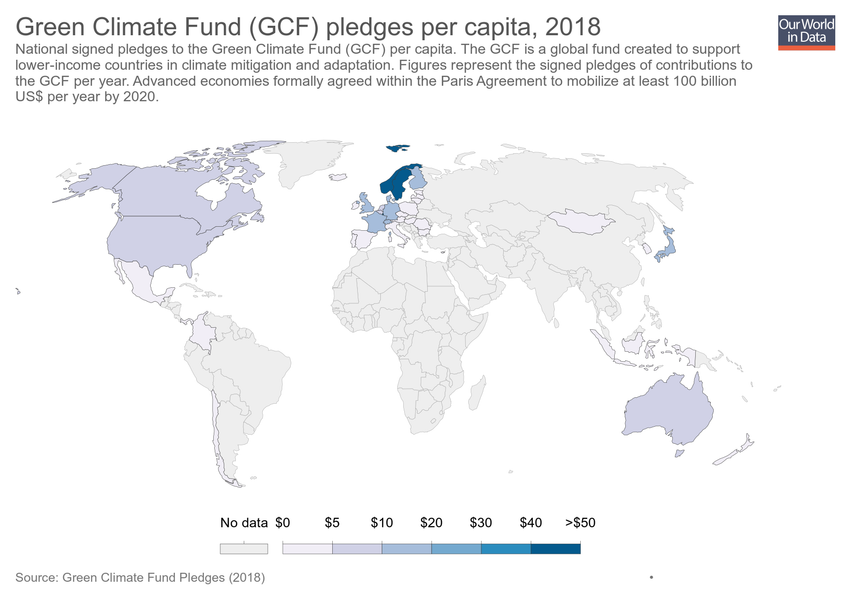 Green Climate Fund (GCF) pledges per capita, 2018
Our World
in Data
National signed pledges to the Green Climate Fund (GCF) per capita. The GCF is a global fund created to support
lower-income countries in climate mitigation and adaptation. Figures represent the signed pledges of contributions to
the GCF per year. Advanced economies formally agreed within the Paris Agreement to mobilize at least 100 billion
US$ per year by 2020.
No data $0 $5 $10 $20 $30 $40 >$50
Source: Green Climate Fund Pledges (2018)